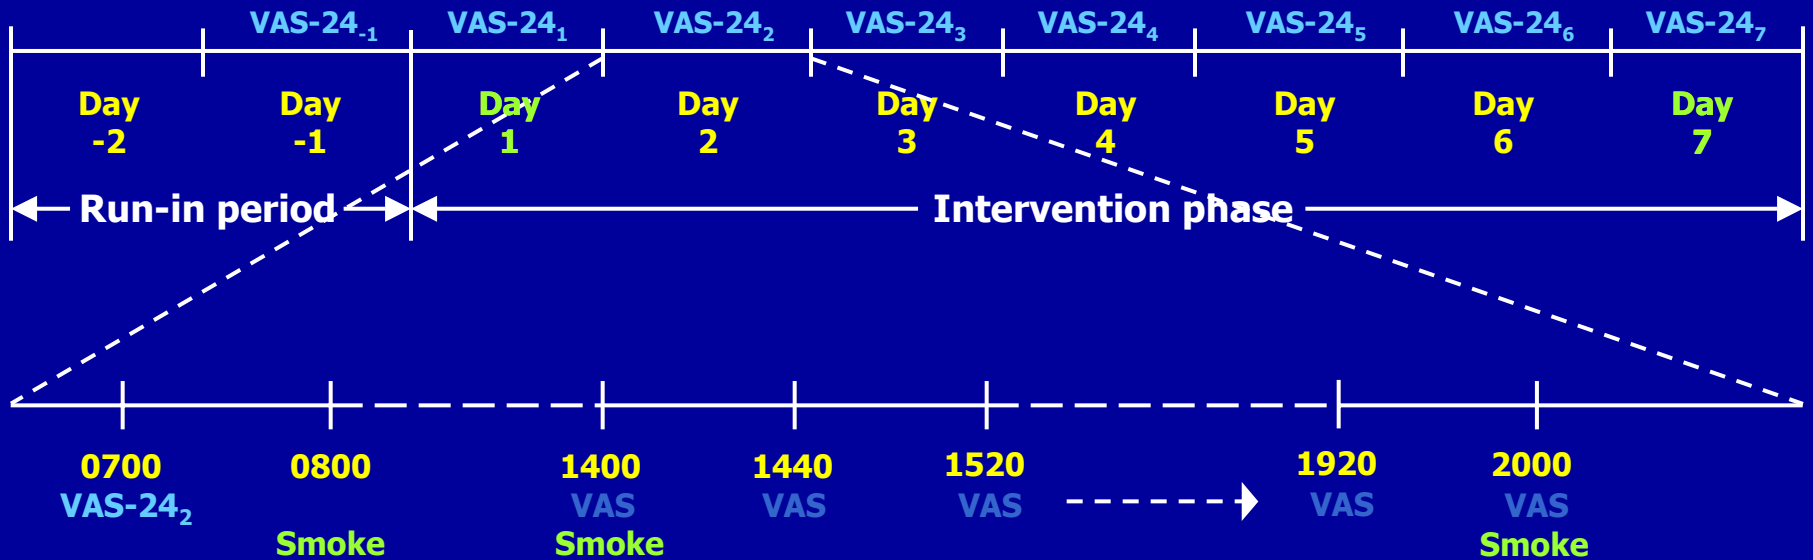 VAS-24₋₁ VAS-24₁ VAS-24₂ VAS-24₃ VAS-24₄ VAS-24₅ VAS-24₆ VAS-24₇
Day Day Day Day Day Day Day Day Day
-2 -1 1 2 3 4 5 6 7
Run-in period Intervention phase
0700 0800 1400 1440 1520 1920 2000
VAS-24₂ VAS VAS VAS VAS VAS
Smoke Smoke Smoke